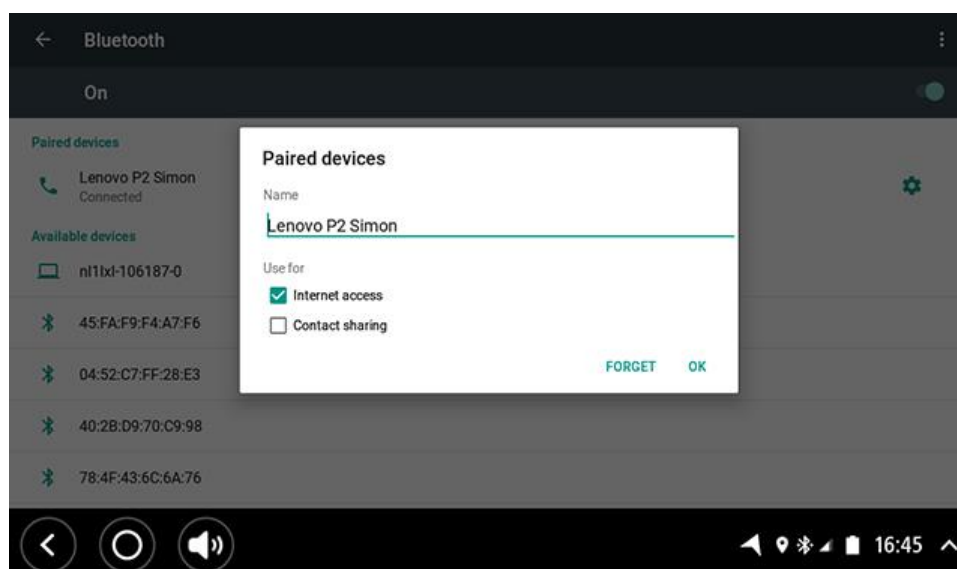 Bluetooth
On
Paired devices
Lenovo P2 Simon
Connected
Available devices
nl1lxl-106187-0
45:FA:F9:F4:A7:F6
04:52:C7:FF:28:E3
40:2B:D9:70:C9:98
78:4F:43:6C:6A:76
Paired devices
Name
Lenovo P2 Simon
Use for
Internet access
Contact sharing
FORGET OK
16:45